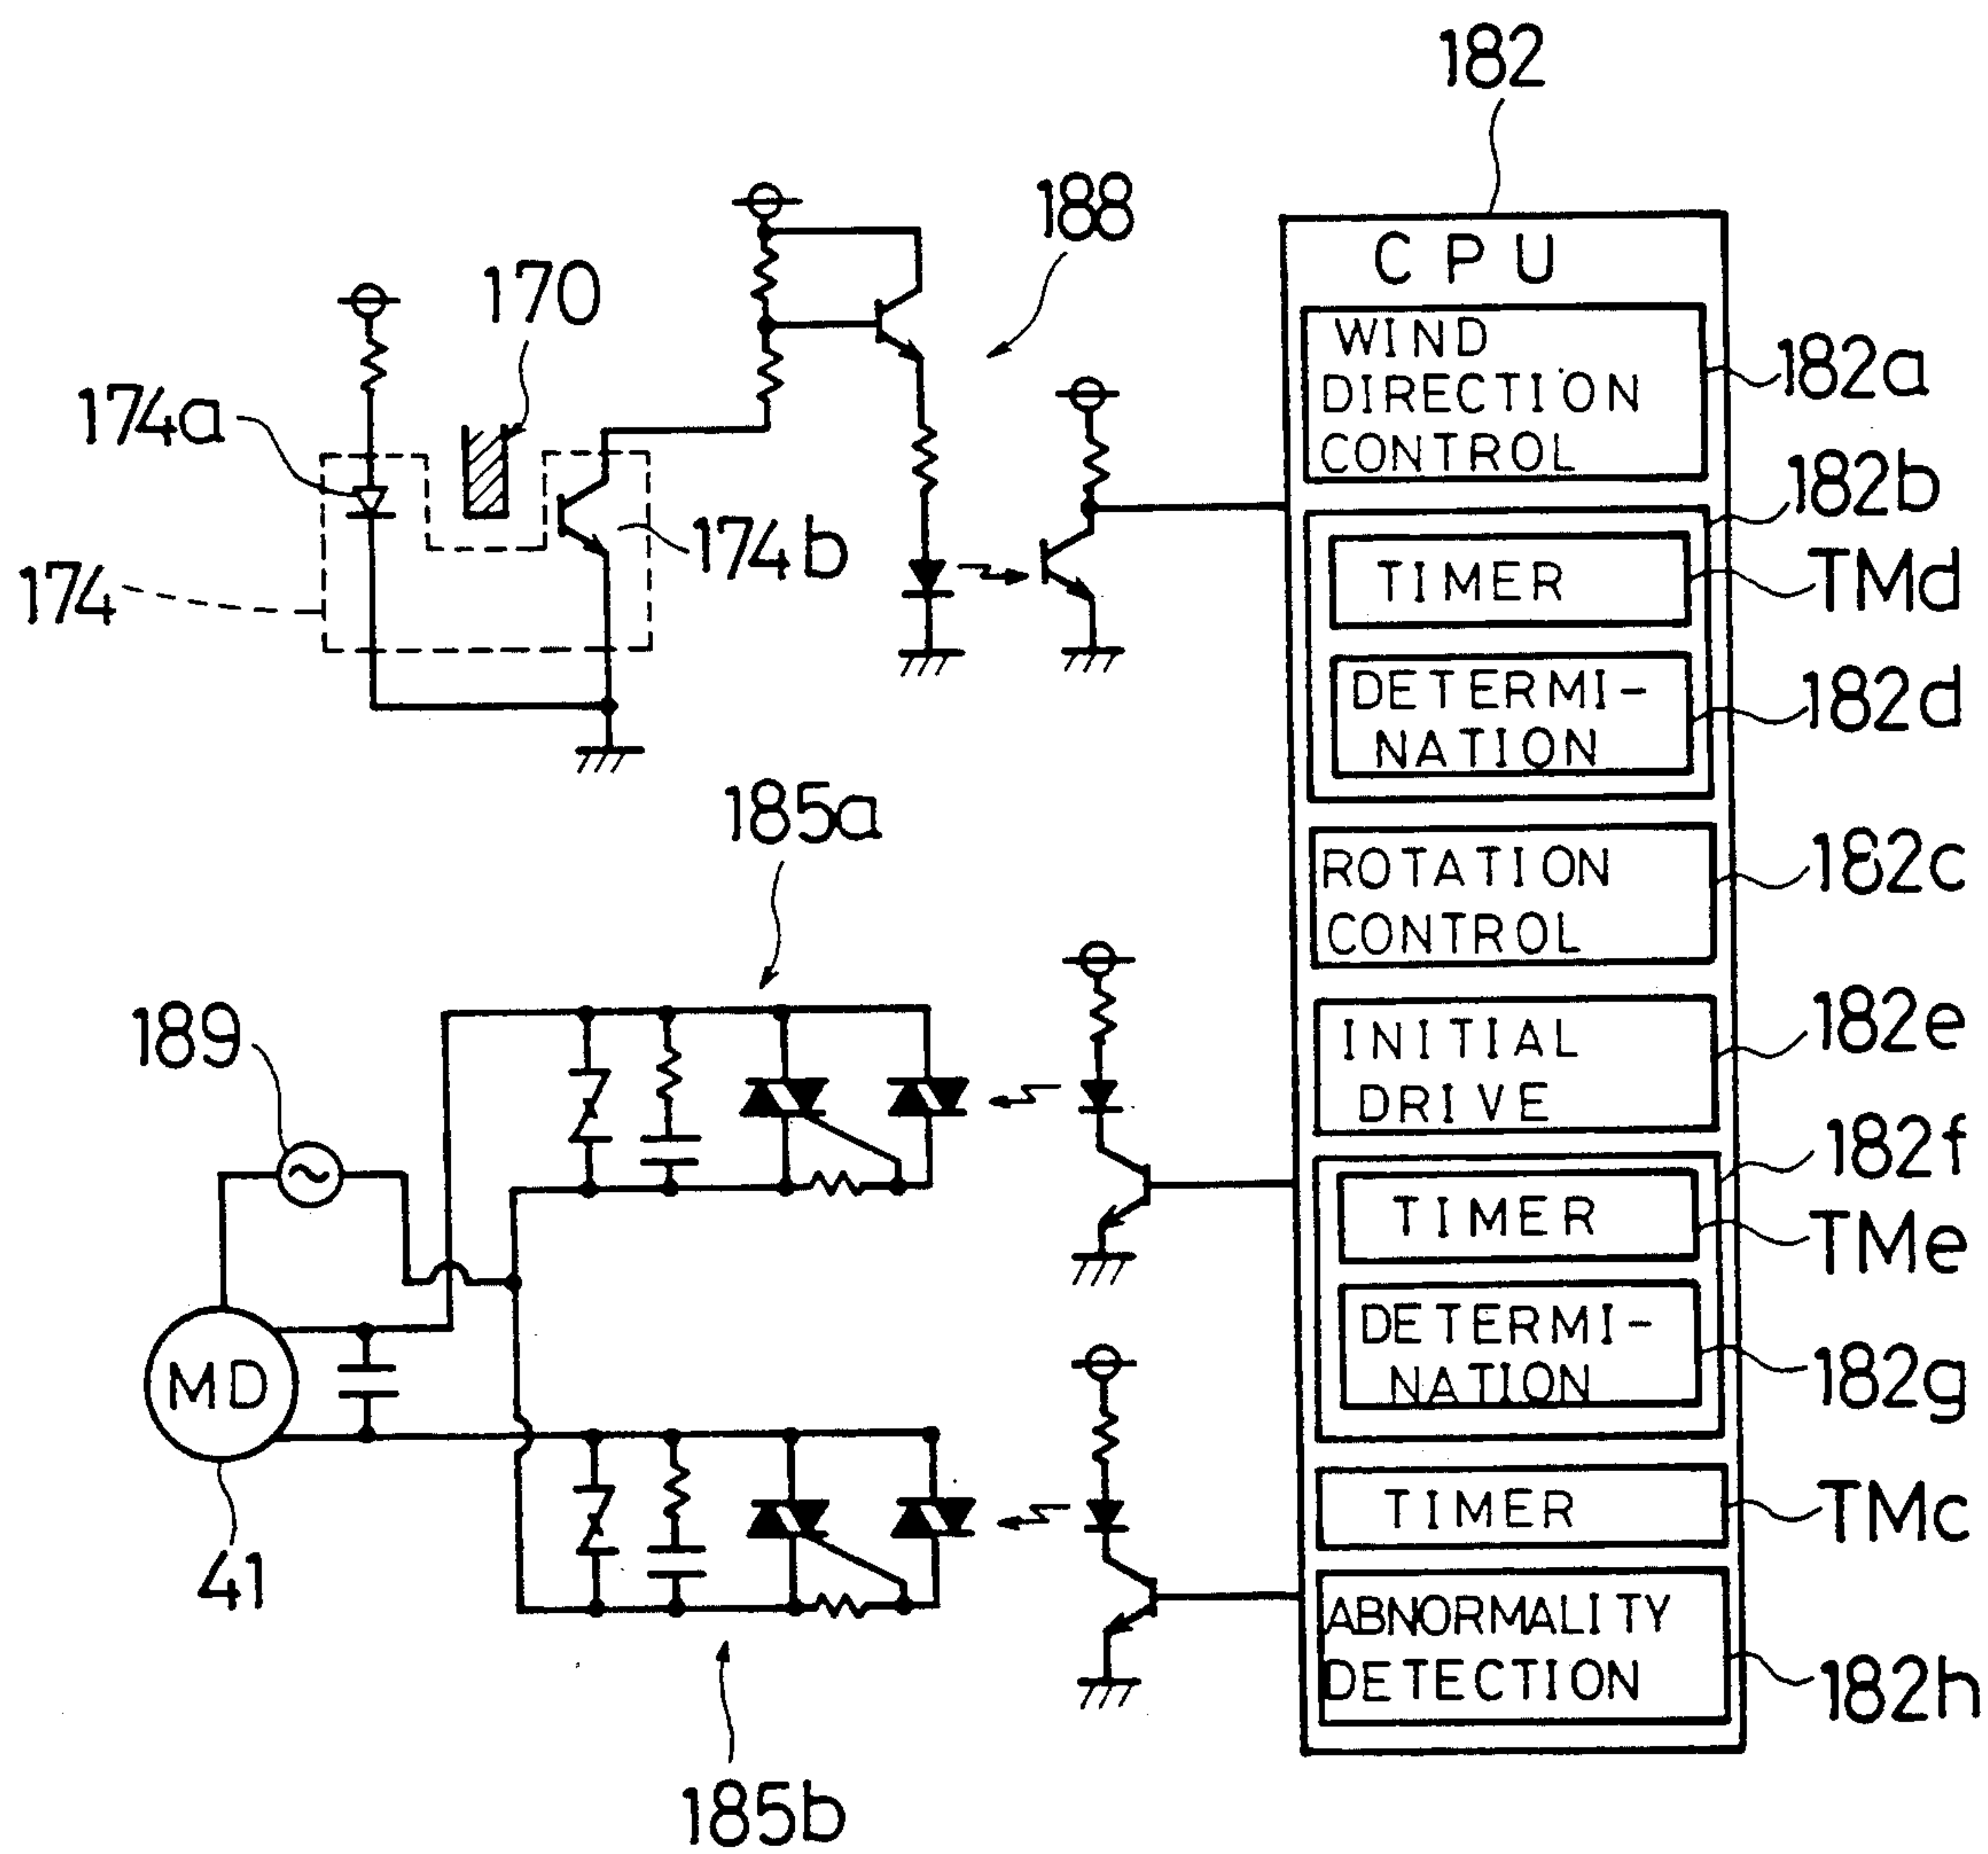 182
188
170
CPU
WIND
DIRECTION
CONTROL
182a
174a
182b
174b
TIMER
TMd
174
DETERMI-
NATION
182d
185a
ROTATION
CONTROL
182c
189
INITIAL
DRIVE
182e
182f
TIMER
TMe
DETERMI-
NATION
182g
MD
TIMER
TMc
41
ABNORMALITY
DETECTION
182h
185b